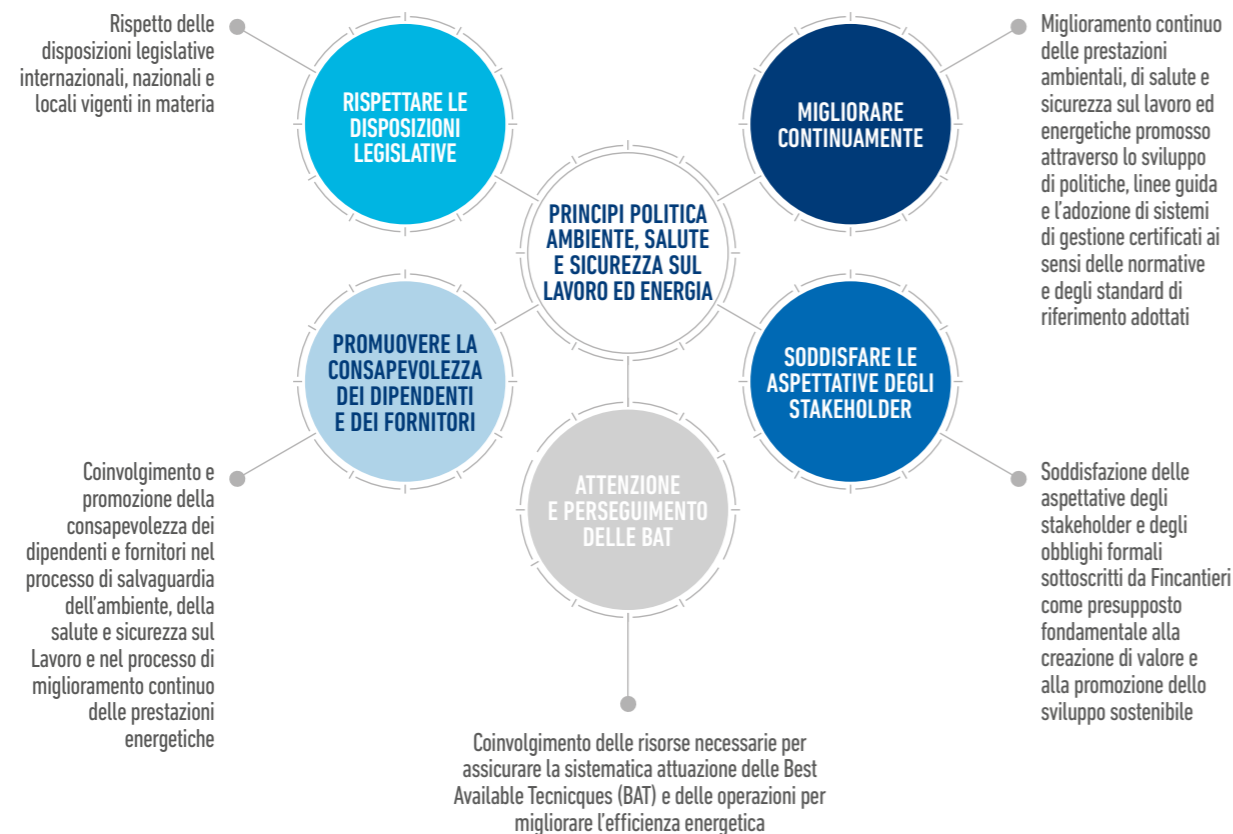 Rispetto delle
disposizioni legislative
internazionali, nazionali e
locali vigenti in materia
RISPETTARE LE
DISPOSIZIONI
LEGISLATIVE
MIGLIORARE
CONTINUAMENTE
Miglioramento continuo
delle prestazioni
ambientali, di salute e
sicurezza sul lavoro ed
energetiche promosso
attraverso lo sviluppo
di politiche, linee guida
e l'adozione di sistemi
di gestione certificati ai
sensi delle normative
e degli standard di
riferimento adottati
PRINCIPI POLITICA
AMBIENTE, SALUTE
E SICUREZZA SUL
LAVORO ED ENERGIA
PROMUOVERE LA
CONSAPEVOLEZZA
DEI DIPENDENTI
E DEI FORNITORI
SODDISFARE LE
ASPETTATIVE DEGLI
STAKEHOLDER
ATTENZIONE
E PERSEGUIMENTO
DELLE BAT
Coinvolgimento e
promozione della
consapevolezza dei
dipendenti e fornitori nel
processo di salvaguardia
dell'ambiente, della
salute e sicurezza sul
Lavoro e nel processo di
miglioramento continuo
delle prestazioni
energetiche
Soddisfazione delle
aspettative degli
stakeholder e degli
obblighi formali
sottoscritti da Fincantieri
come presupposto
fondamentale alla
creazione di valore e
alla promozione dello
sviluppo sostenibile
Coinvolgimento delle risorse necessarie per
assicurare la sistematica attuazione delle Best
Available Tecnicques (BAT) e delle operazioni per
migliorare l'efficienza energetica